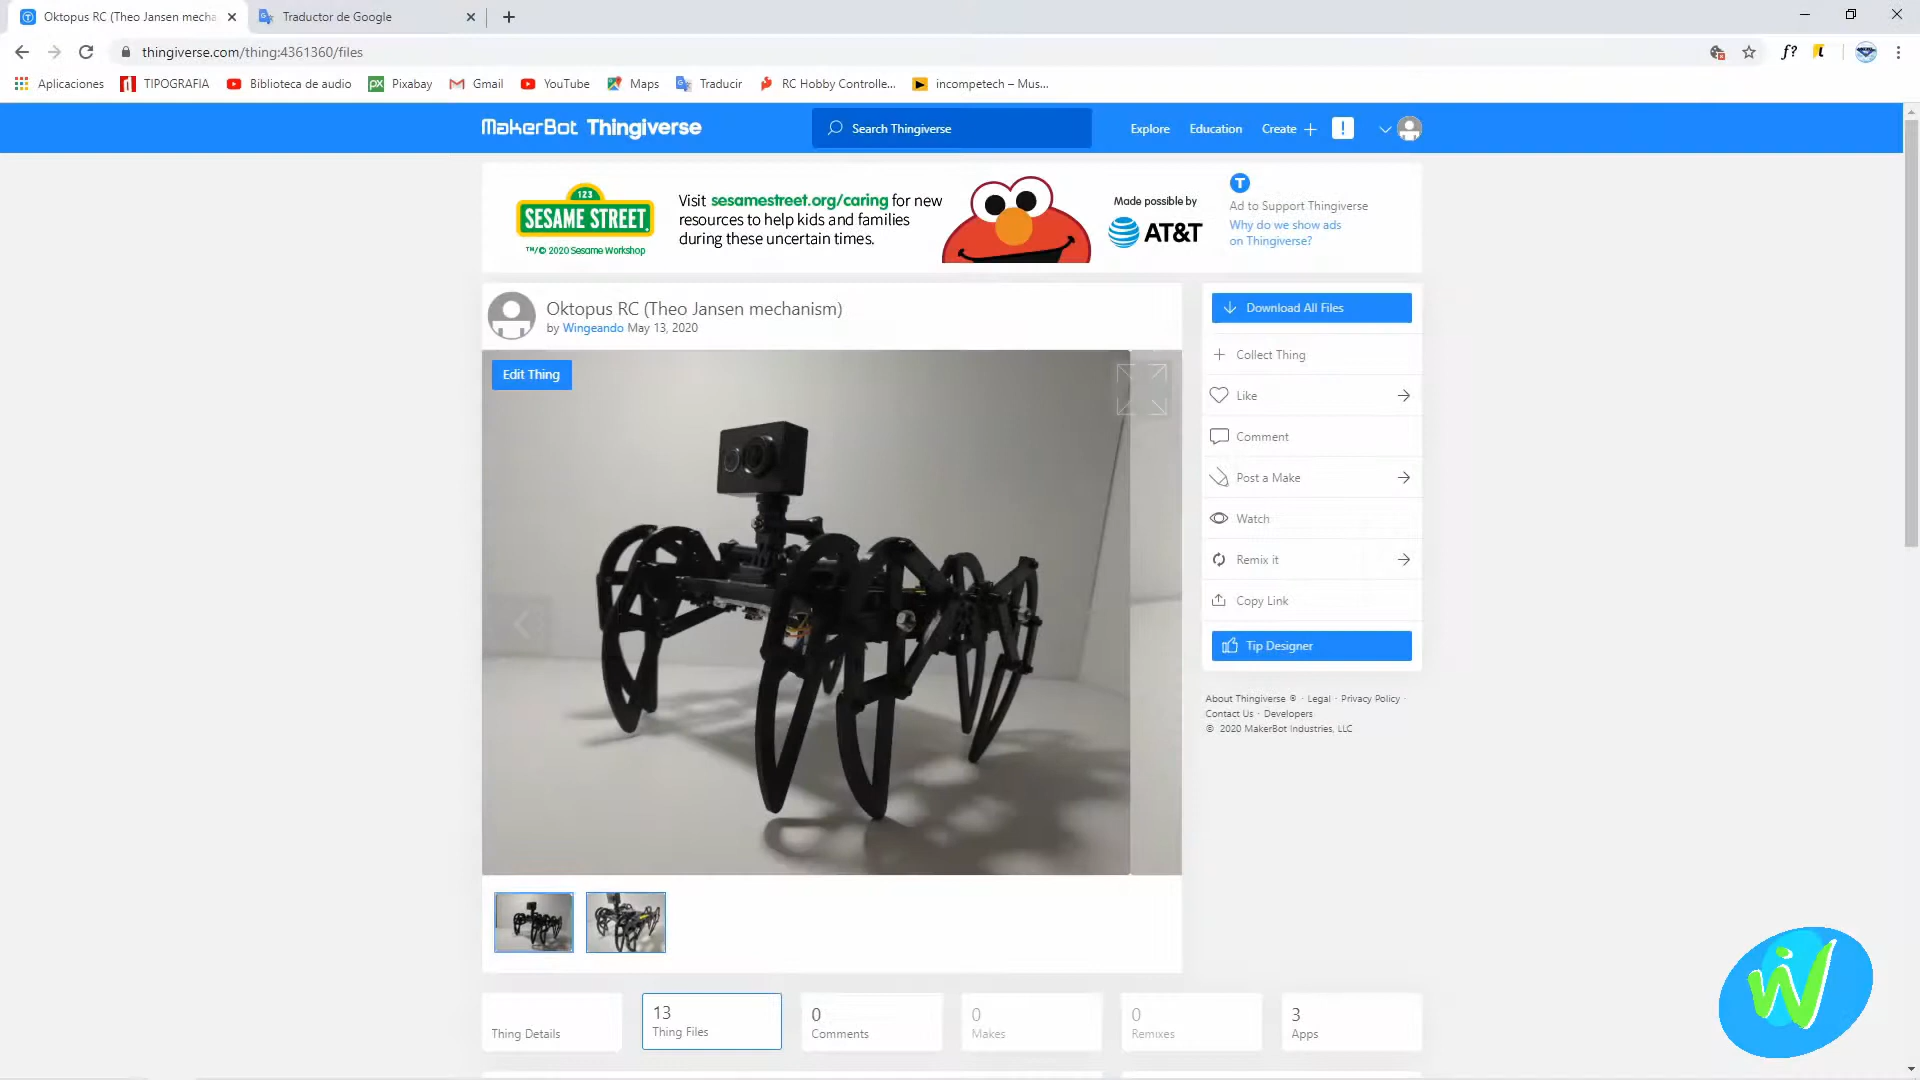 Oktopus RC (Theo Jansen mecha
Traductor de Google
thingiverse.com/thing:4361360/files
f?
Aplicaciones
TIPOGRAFIA
Biblioteca de audio
px
Pixabay
Gmail
YouTube
Maps
Traducir
RC Hobby Controlle...
incompetech – Mus...
MakerBot Thingiverse
Search Thingiverse
Explore
Education
Create
!
123
SESAME STREET.
™/© 2020 Sesame Workshop
Visit sesamestreet.org/caring for new
resources to help kids and families
during these uncertain times.
Made possible by
AT&T
T
Ad to Support Thingiverse
Why do we show ads
on Thingiverse?
Oktopus RC (Theo Jansen mechanism)
by Wingeando May 13, 2020
Edit Thing
Download All Files
Collect Thing
Like
Comment
Post a Make
Watch
Remix it
Copy Link
Tip Designer
About Thingiverse ® · Legal · Privacy Policy ·
Contact Us · Developers
© 2020 MakerBot Industries, LLC
Thing Details
13
Thing Files
0
Comments
0
Makes
0
Remixes
3
Apps
W